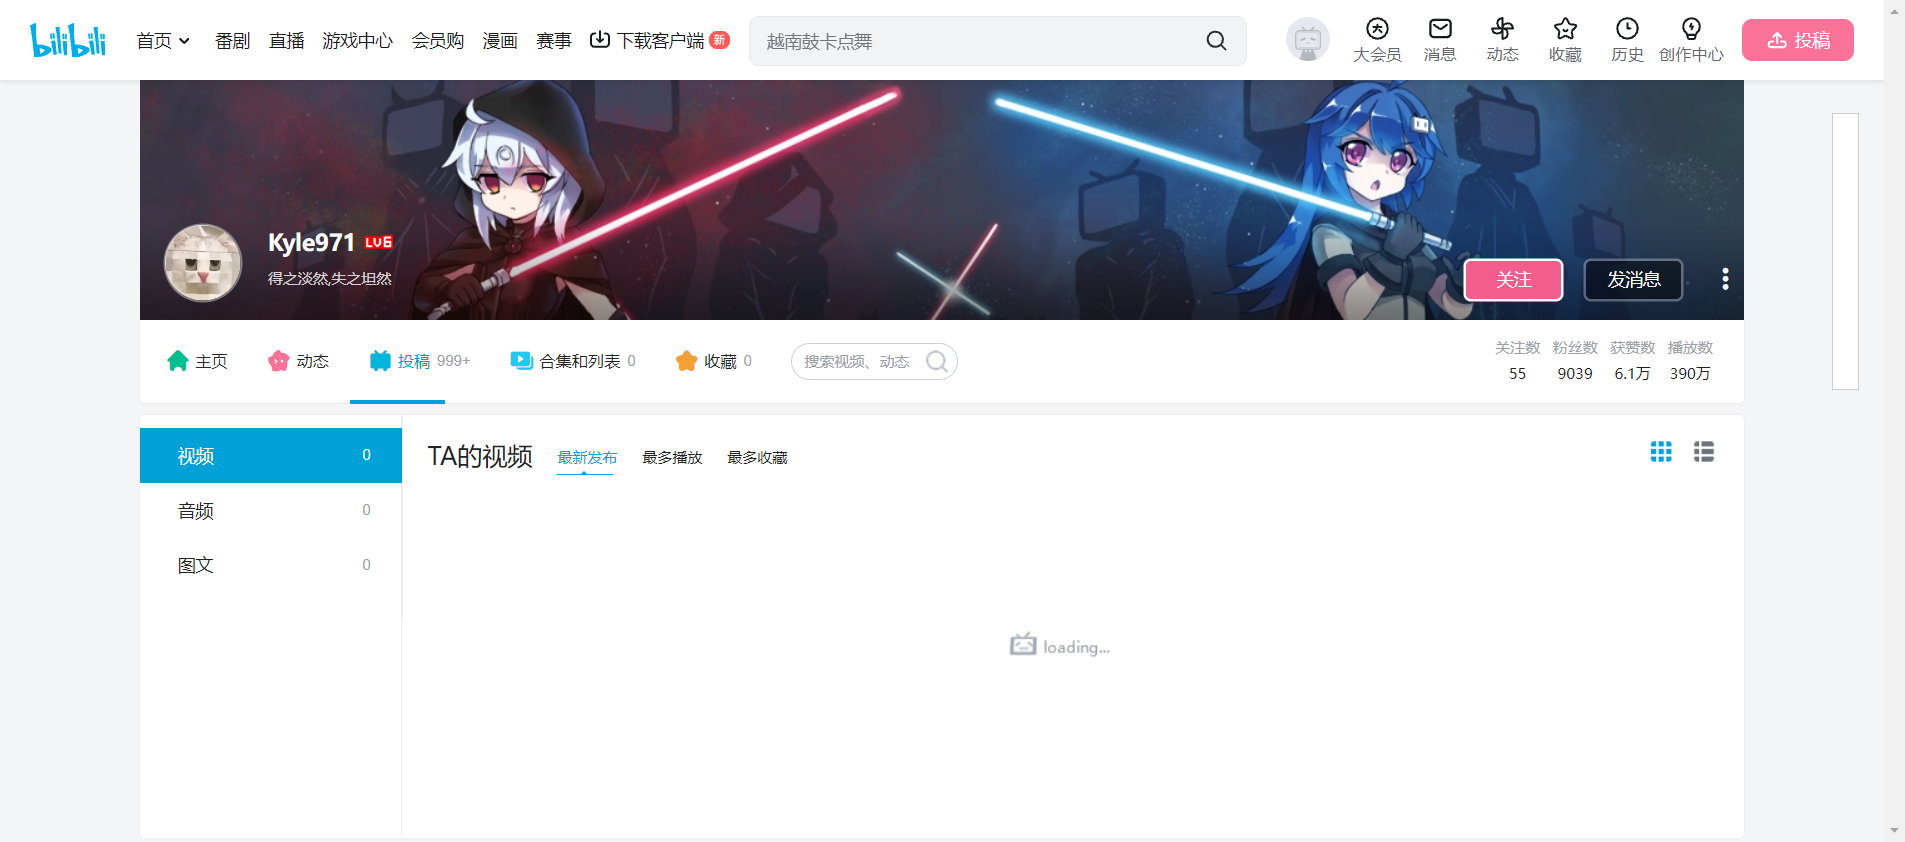 bilibili 首页 番剧 直播 游戏中心 会员购 漫画 赛事 下载客户端 新 越南鼓卡点舞 大会员 消息 动态 收藏 历史 创作中心 投稿
Kyle971 LV6
得之淡然,失之坦然
关注 发消息
主页 动态 投稿 999+ 合集和列表 0 收藏 0 搜索视频、动态
关注数 粉丝数 获赞数 播放数
55 9039 6.1万 390万
视频 0
音频 0
图文 0
TA的视频 最新发布 最多播放 最多收藏
loading...